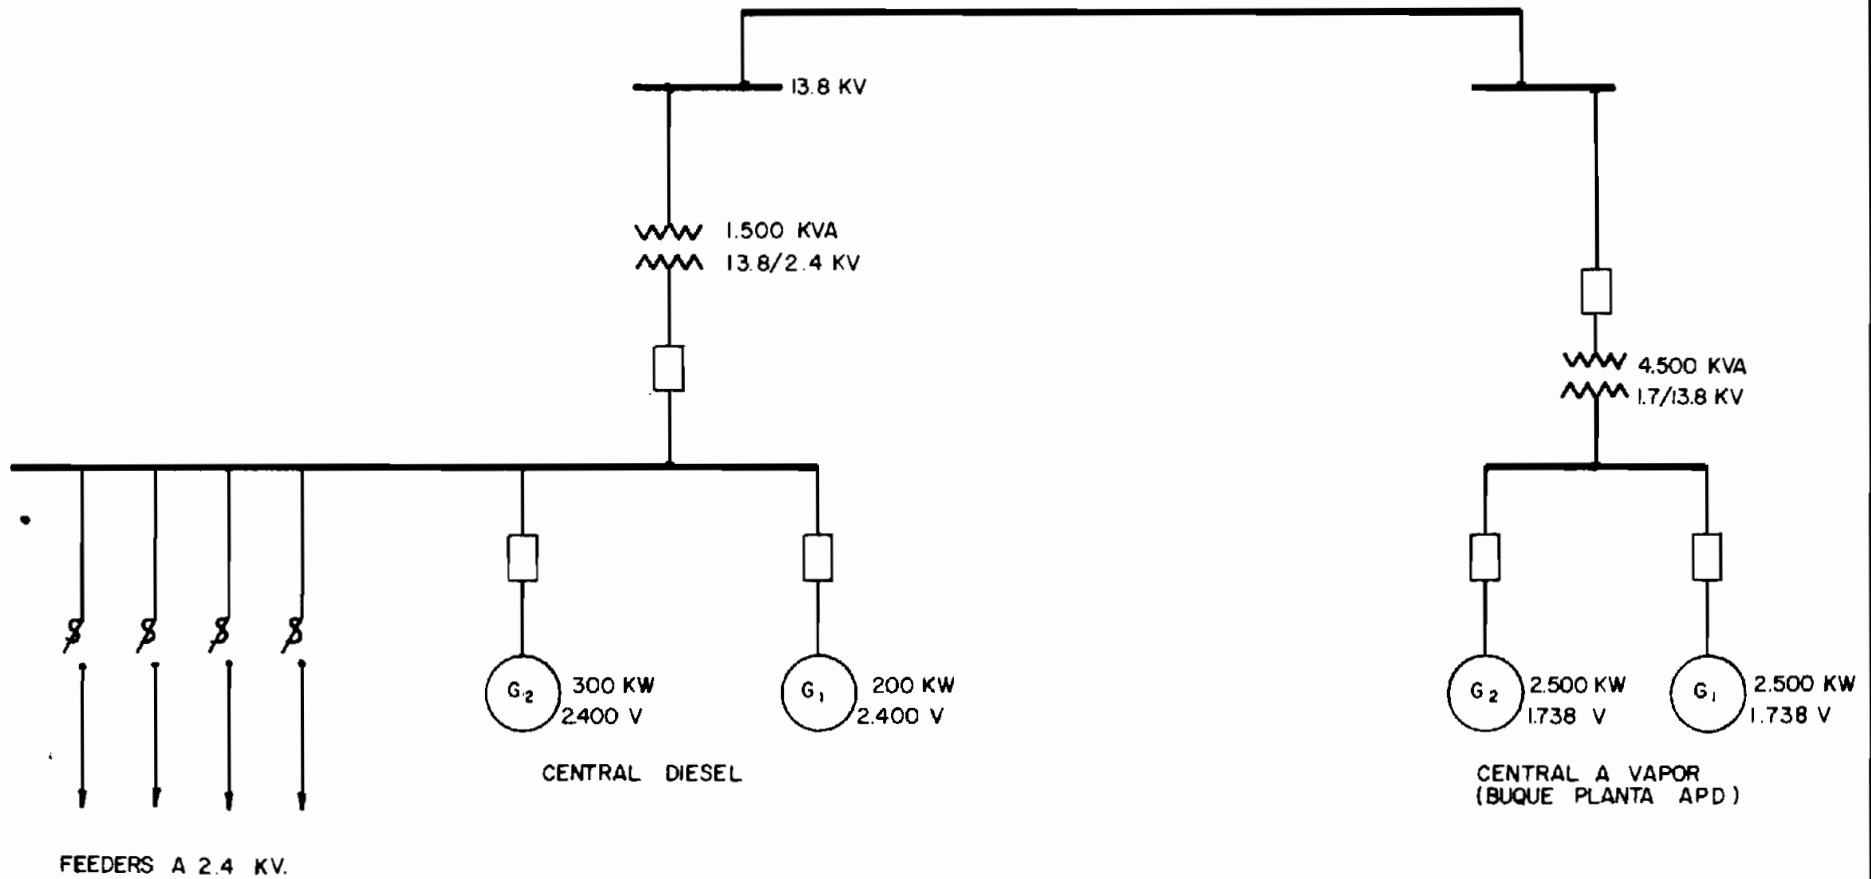 13.8 KV
1.500 KVA
13.8/2.4 KV
4.500 KVA
1.7/13.8 KV
G2
300 KW
2400 V
G1
200 KW
2.400 V
G2
2.500 KW
1.738 V
G1
2.500 KW
1.738 V
CENTRAL DIESEL
CENTRAL A VAPOR
(BUQUE PLANTA APD)
FEEDERS A 2.4 KV.